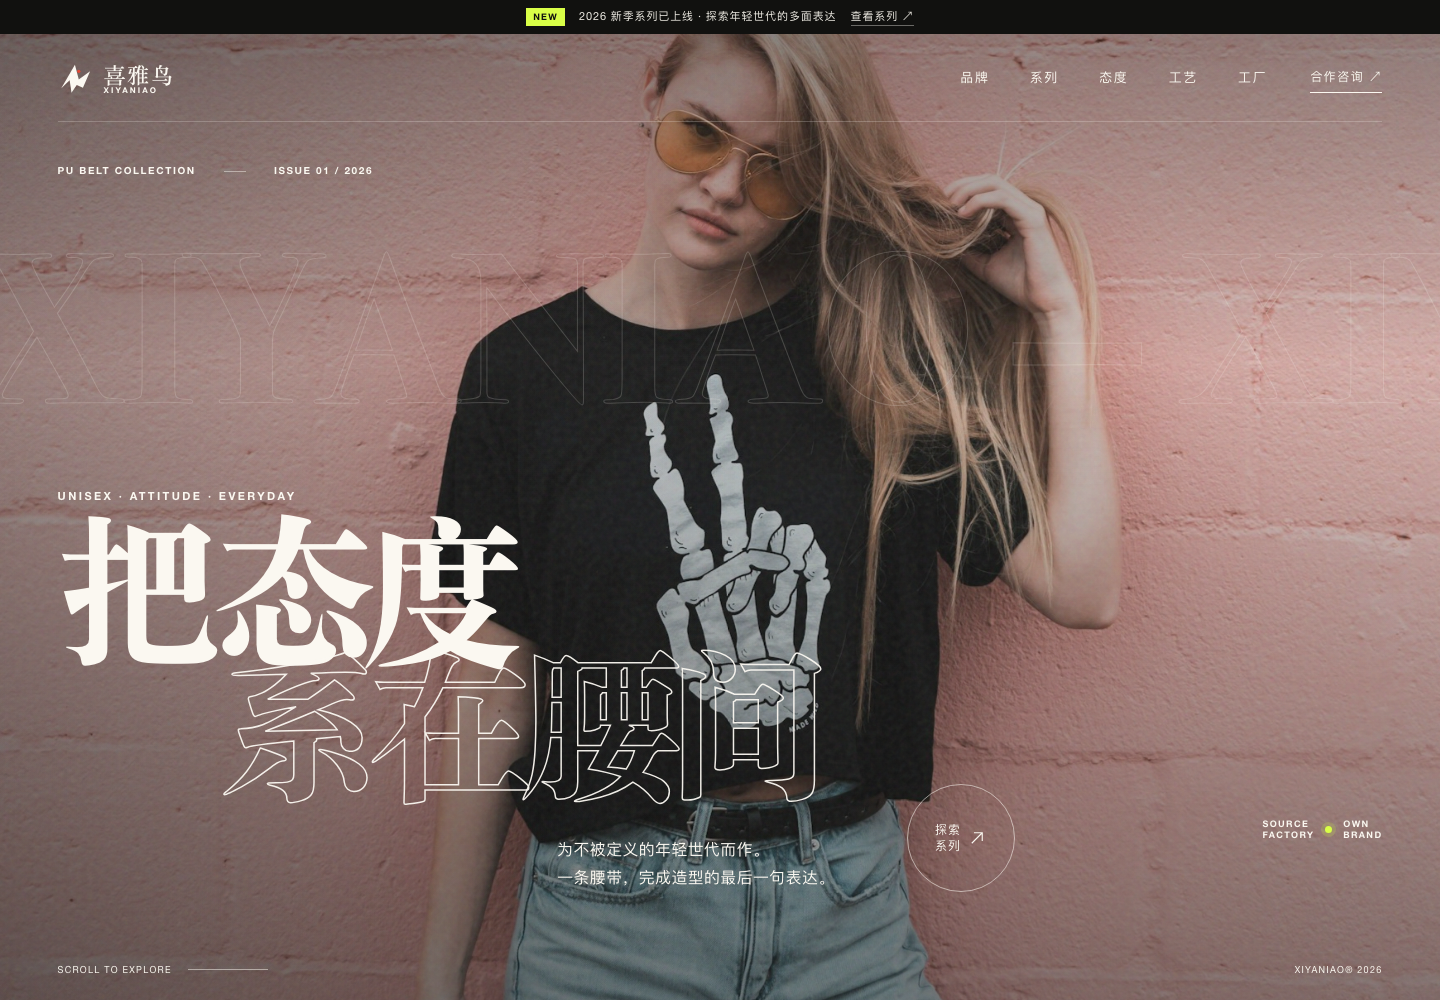 NEW 2026 新季系列已上线 · 探索年轻世代的多面表达 查看系列 ↗
喜雅鸟
XIYANIAO
品牌 系列 态度 工艺 工厂 合作咨询 ↗
PU BELT COLLECTION — ISSUE 01 / 2026
XIYANIAO — XI
UNISEX · ATTITUDE · EVERYDAY
把态度
系在腰间
为不被定义的年轻世代而作。
一条腰带，完成造型的最后一句表达。
探索
系列 ↗
SOURCE
FACTORY
OWN
BRAND
SCROLL TO EXPLORE
XIYANIAO® 2026